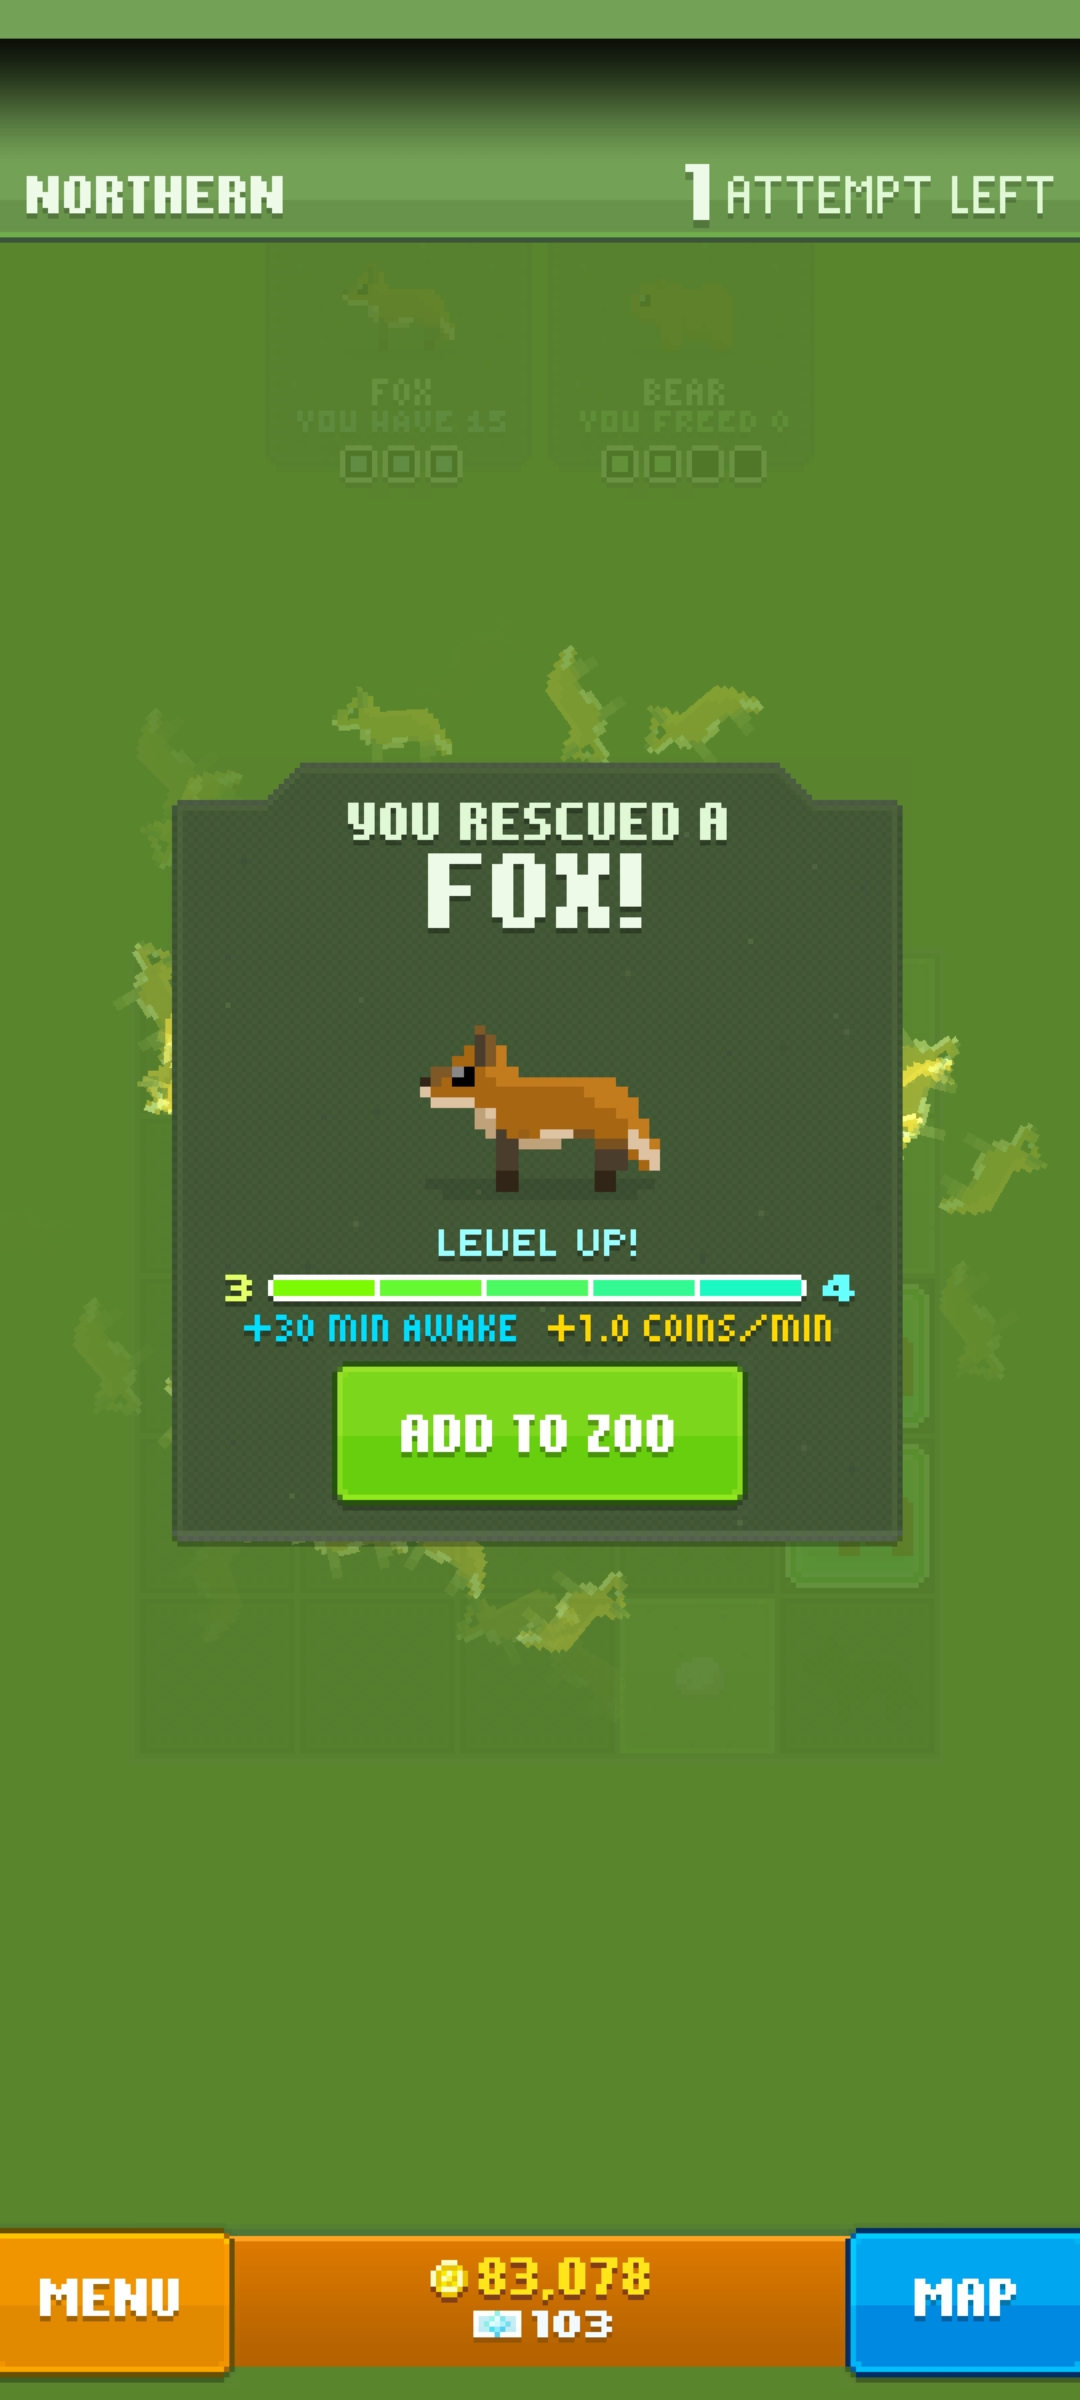 NORTHERN
1 ATTEMPT LEFT
FOX
YOU HAVE 15
BEAR
YOU FREED 0
YOU RESCUED A
FOX!
LEVEL UP!
3 4
+30 MIN AWAKE +1.0 COINS/MIN
ADD TO ZOO
MENU
83,078
103
MAP